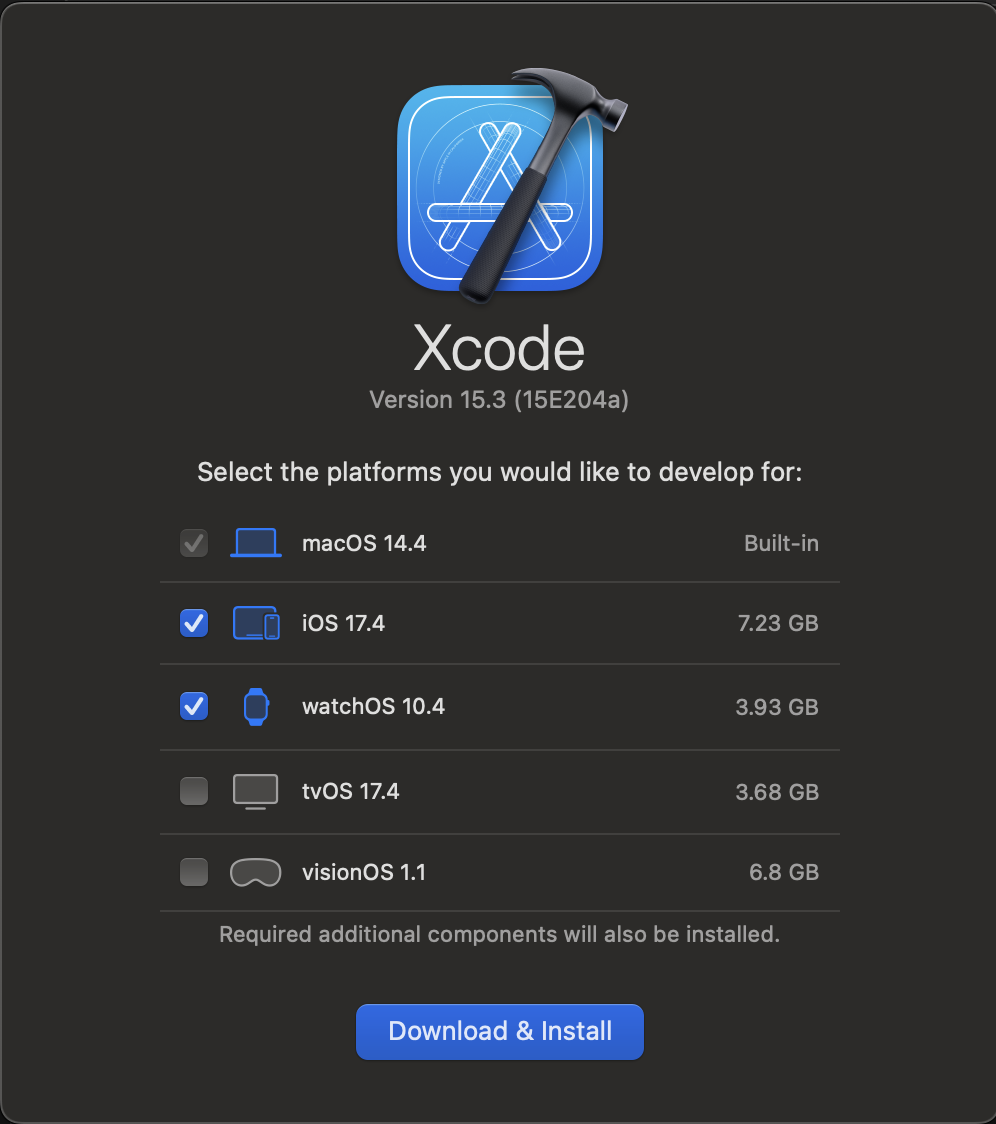 Xcode
Version 15.3 (15E204a)
Select the platforms you would like to develop for:
macOS 14.4 Built-in
iOS 17.4 7.23 GB
watchOS 10.4 3.93 GB
tvOS 17.4 3.68 GB
visionOS 1.1 6.8 GB
Required additional components will also be installed.
Download & Install